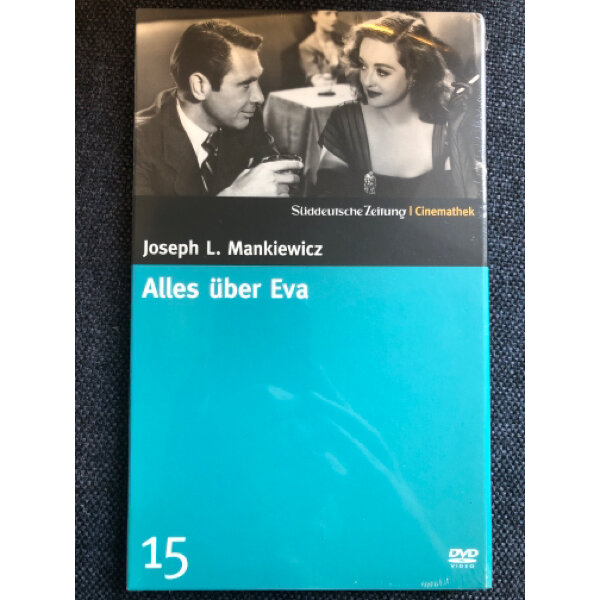 Süddeutsche Zeitung | Cinemathek
Joseph L. Mankiewicz
Alles über Eva
15
DVD
VIDEO